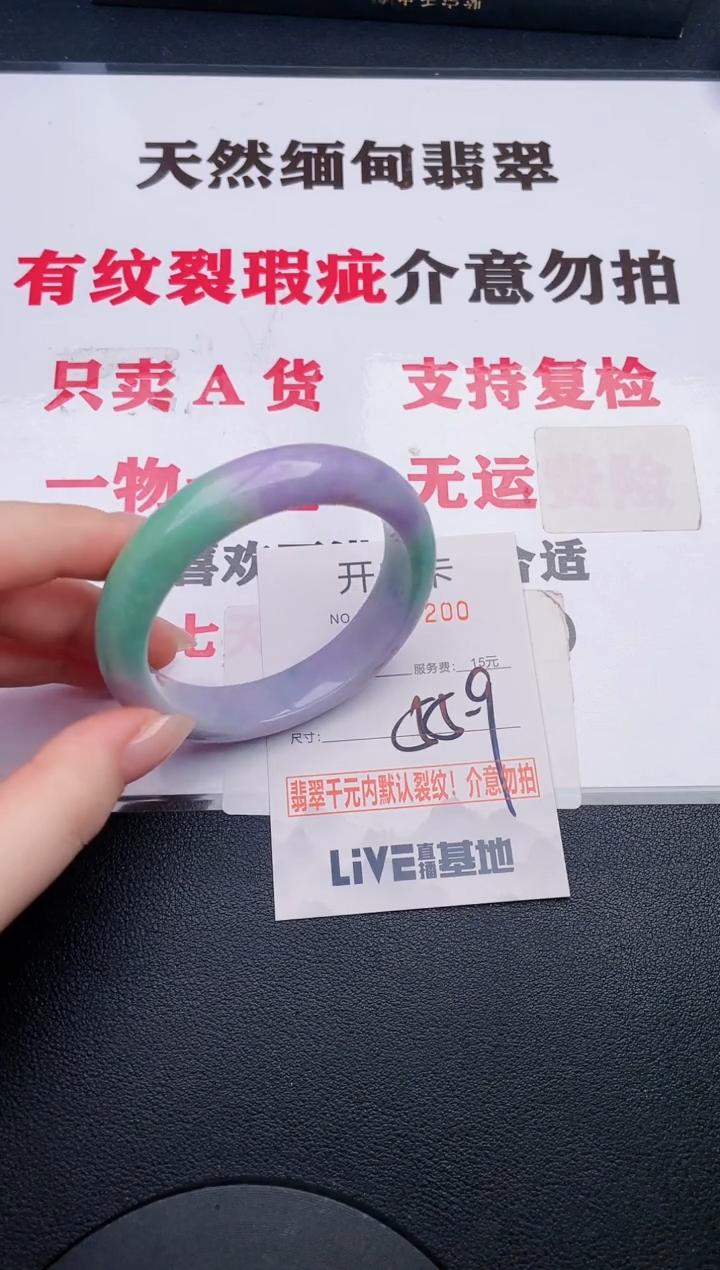 天然缅甸翡翠
有纹裂瑕疵介意勿拍
只卖 A 货 支持复检
一物 无运
喜欢 合适
七天
开 卡
NO 200
服务费: 15元
尺寸:
翡翠千元内默认裂纹！介意勿拍
LiVE直播基地